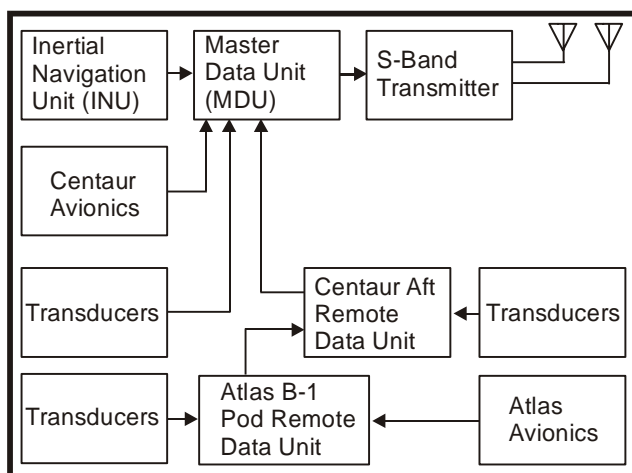 Inertial
Navigation
Unit (INU)
Master
Data Unit
(MDU)
S-Band
Transmitter
Centaur
Avionics
Transducers
Centaur Aft
Remote
Data Unit
Transducers
Transducers
Atlas B-1
Pod Remote
Data Unit
Atlas
Avionics